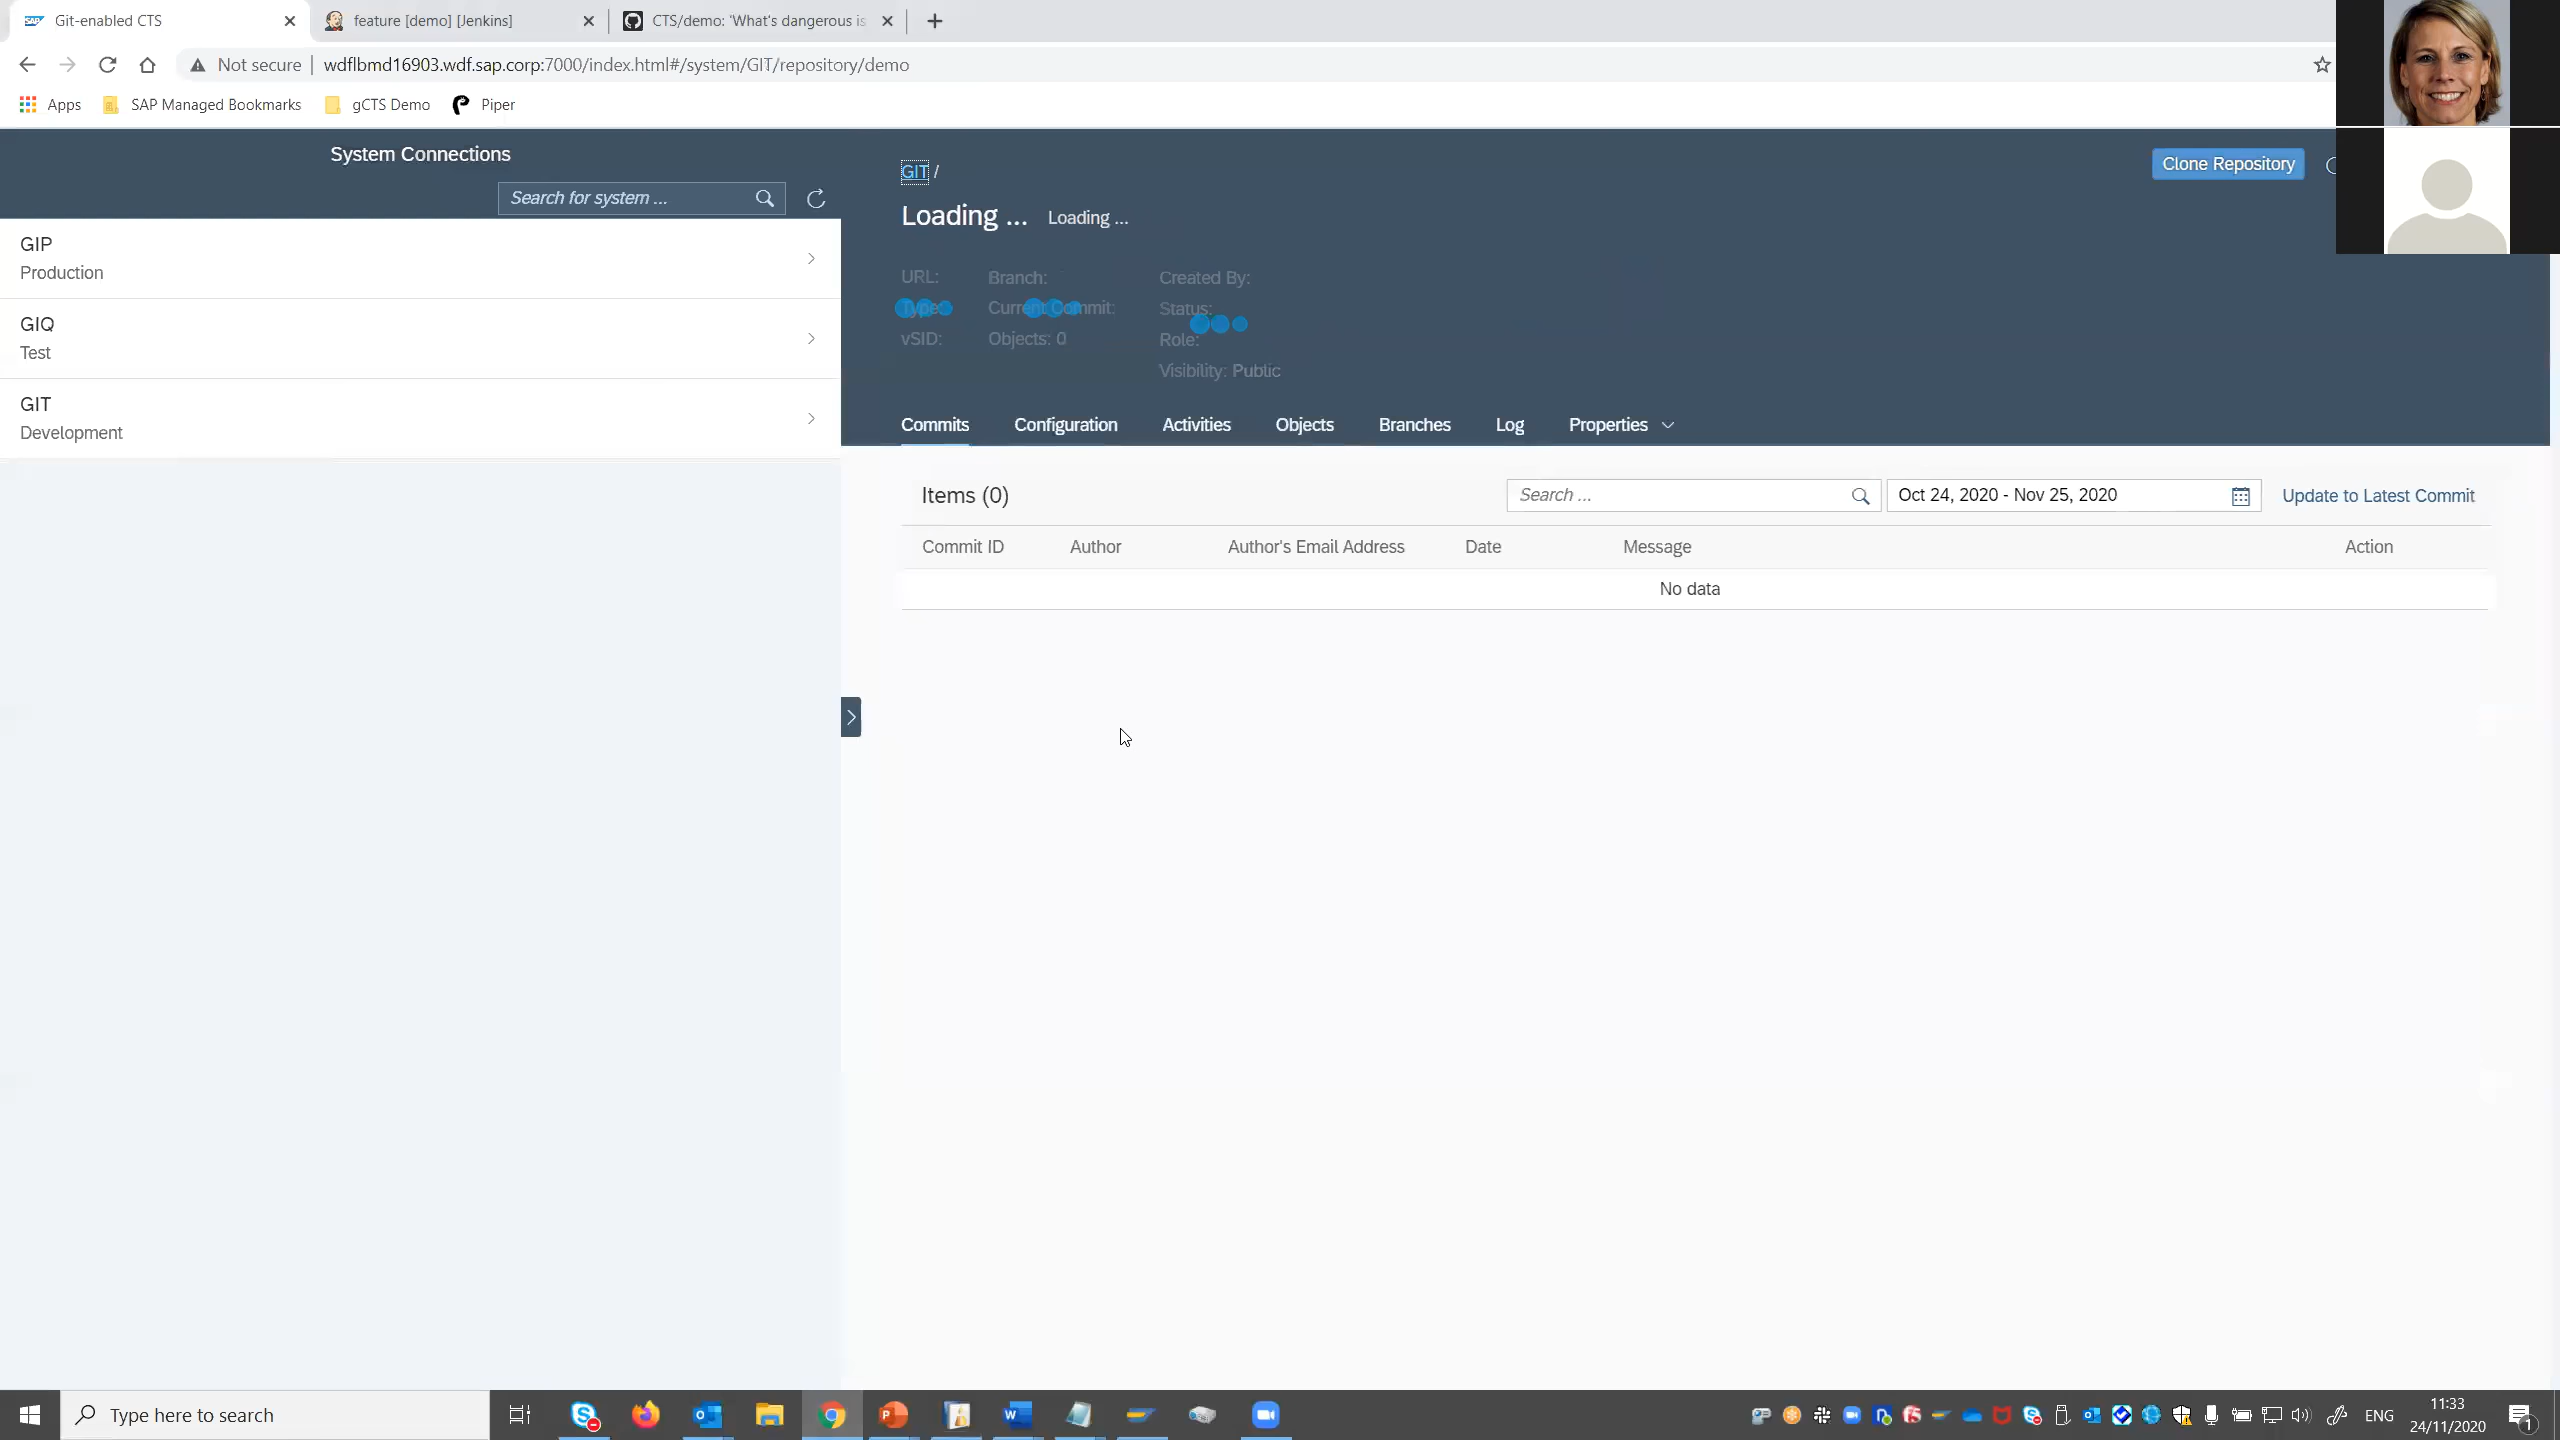 Git-enabled CTS
feature [demo] [Jenkins]
CTS/demo: 'What's dangerous is
Not secure
wdflbmd16903.wdf.sap.corp:7000/index.html#/system/GIT/repository/demo
Apps
SAP Managed Bookmarks
gCTS Demo
Piper
System Connections
Search for system ...
GIP
Production
GIQ
Test
GIT
Development
GIT /
Clone Repository
Loading ... Loading ...
URL: Branch: Created By:
Type: Current Commit: Status:
vSID: Objects: 0 Role:
Visibility: Public
Commits Configuration Activities Objects Branches Log Properties
Items (0)
Search ...
Oct 24, 2020 - Nov 25, 2020
Update to Latest Commit
Commit ID Author Author's Email Address Date Message Action
No data
Type here to search
ENG
11:33
24/11/2020
1